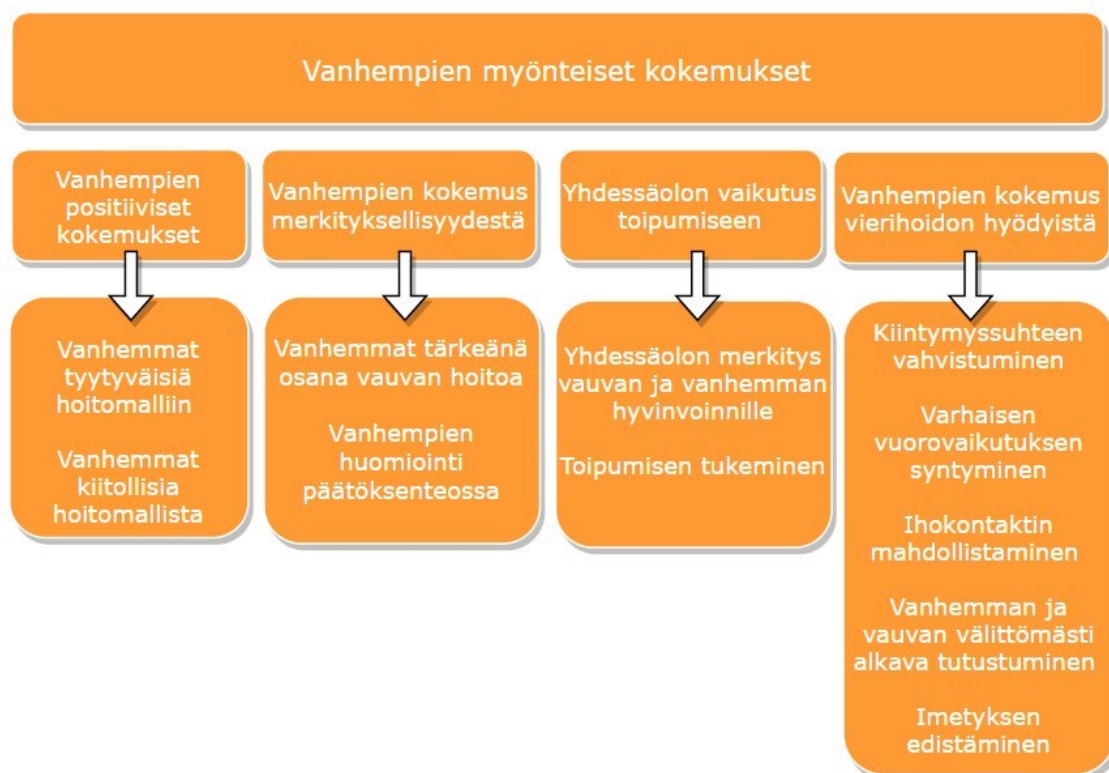 Vanhempien myönteiset kokemukset
Vanhempien
positiiviset
kokemukset
Vanhempien kokemus
merkityksellisyydestä
Yhdessäolon vaikutus
toipumiseen
Vanhempien kokemus
vierihoidon hyödyistä
Vanhemmat
tyytyväisiä
hoitomalliin
Vanhemmat
kiitollisia
hoitomallista
Vanhemmat tärkeänä
osana vauvan hoitoa
Vanhempien
huomiointi
päätöksenteossa
Yhdessäolon merkitys
vauvan ja vanhemman
hyvinvoinnille
Toipumisen tukeminen
Kiintymyssuhteen
vahvistuminen
Varhaisen
vuorovaikutuksen
syntyminen
Ihokontaktin
mahdollistaminen
Vanhemman ja
vauvan välittömästi
alkava tutustuminen
Imetyksen
edistäminen